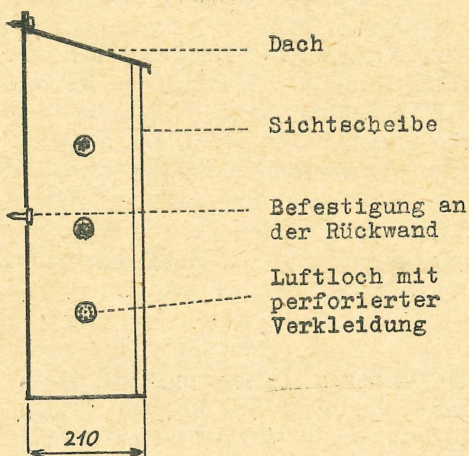 Dach
Sichtscheibe
Befestigung an
der Rückwand
Luftloch mit
perforierter
Verkleidung
210